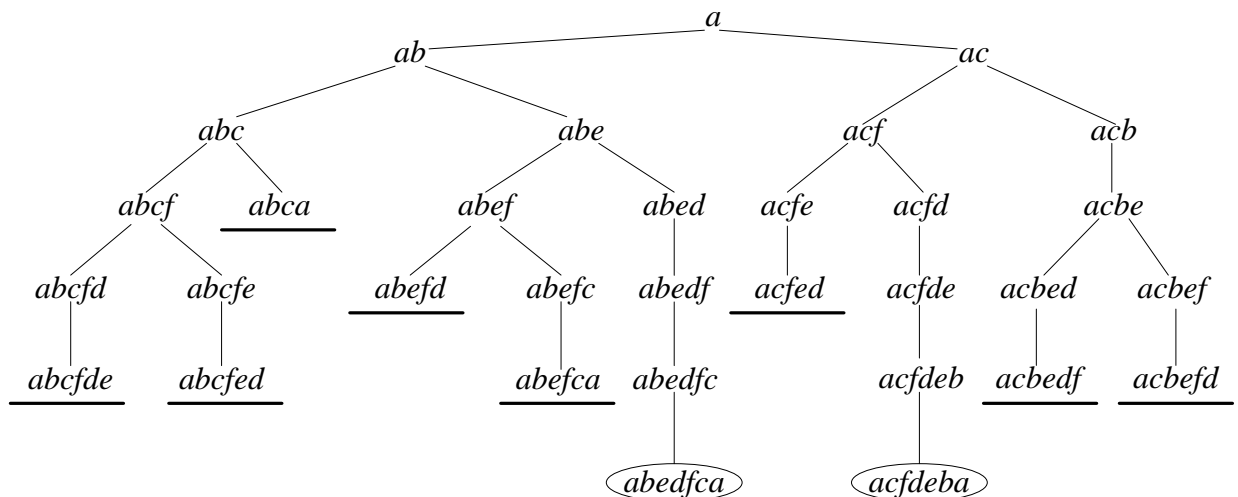 a
ab ac
abc abe acf acb
abcf abca abef abed acfe acfd acbe
abcfd abcfe abefd abefc abedf acfed acfde acbed acbef
abcfde abcfed abefca abedfc acfdeb acbedf acbefd
abedfca acfdeba